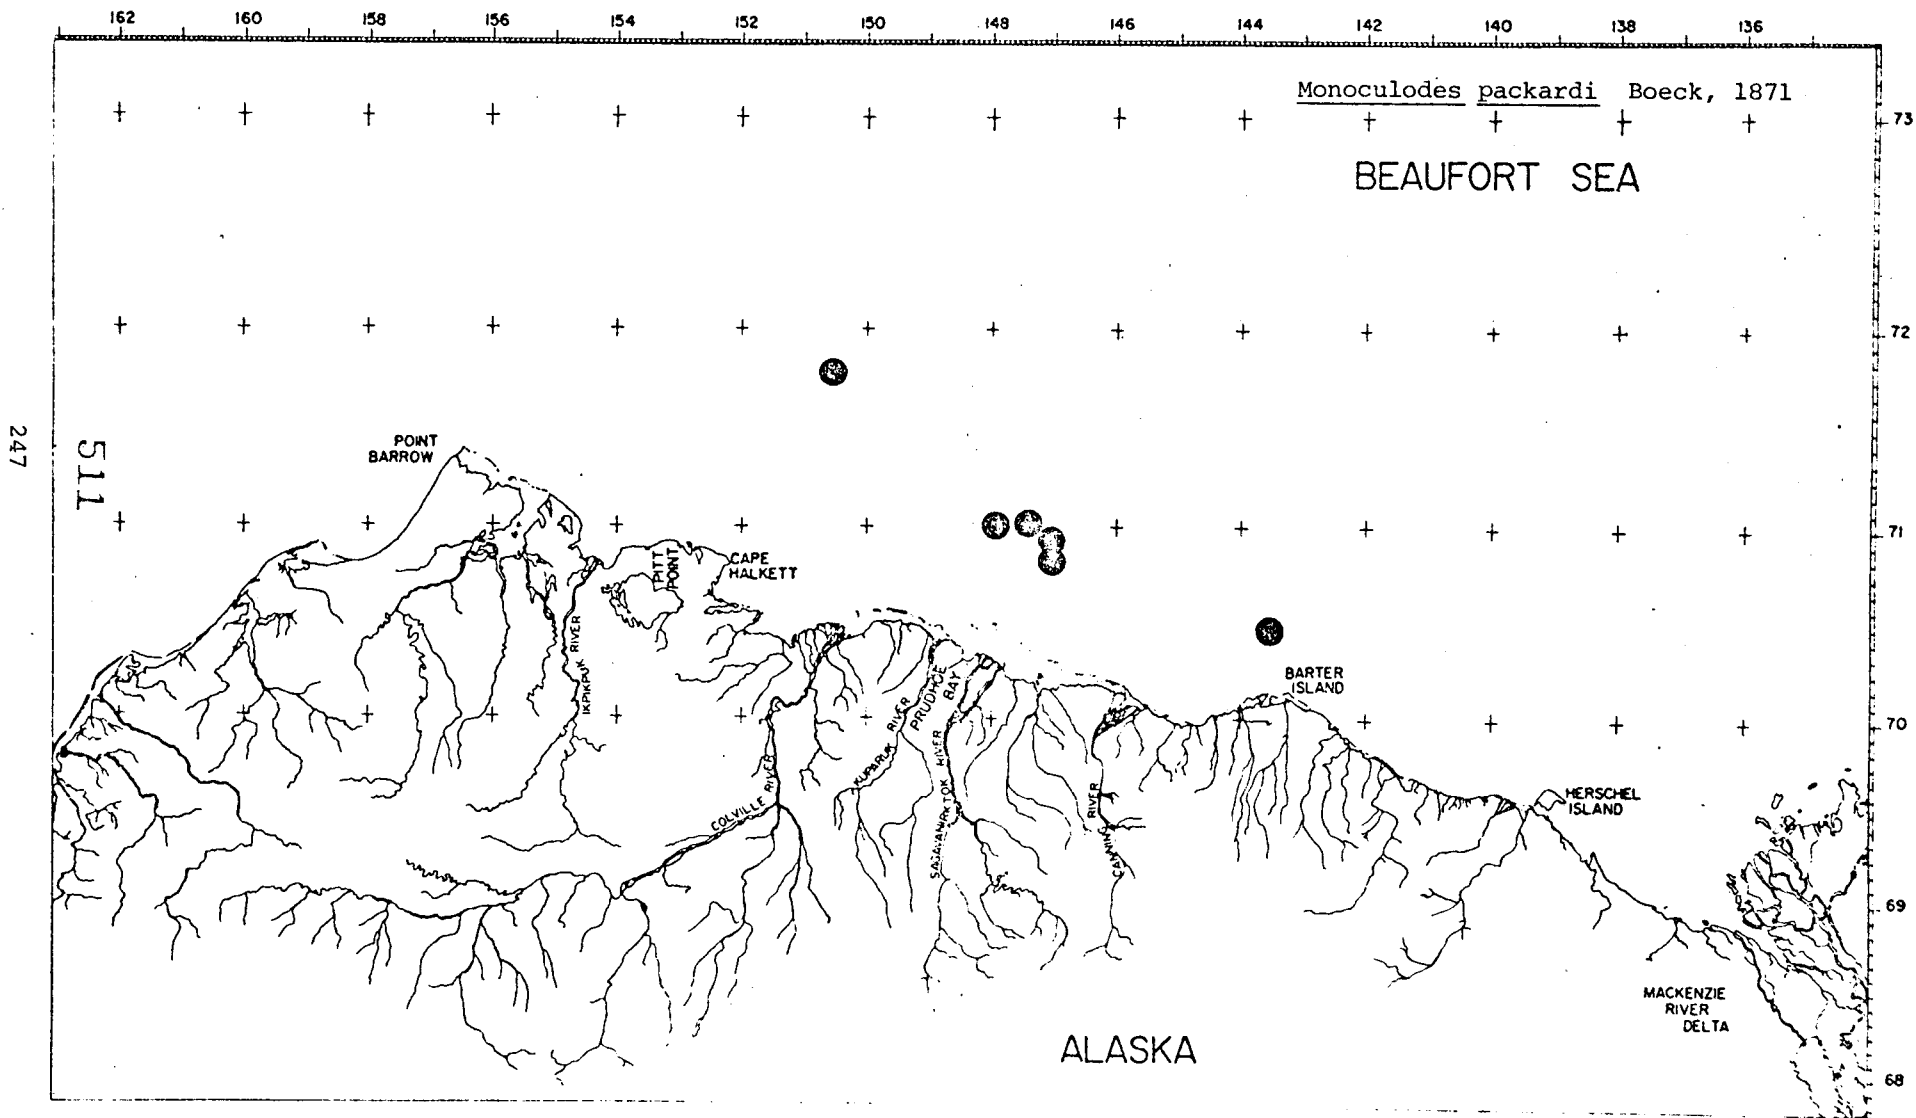 162 160 158 156 154 152 150 148 146 144 142 140 138 136
Monoculodes packardi Boeck, 1871
73
BEAUFORT SEA
72
POINT
BARROW
247
511
71
PITT
POINT
CAPE
HALKETT
IKPIKPUK RIVER
BARTER
ISLAND
PRUDHOE
BAY
KUPARUK RIVER
70
SAGAVANIRKTOK RIVER
COLVILLE RIVER
CANNING RIVER
HERSCHEL
ISLAND
69
MACKENZIE
RIVER
DELTA
ALASKA
68